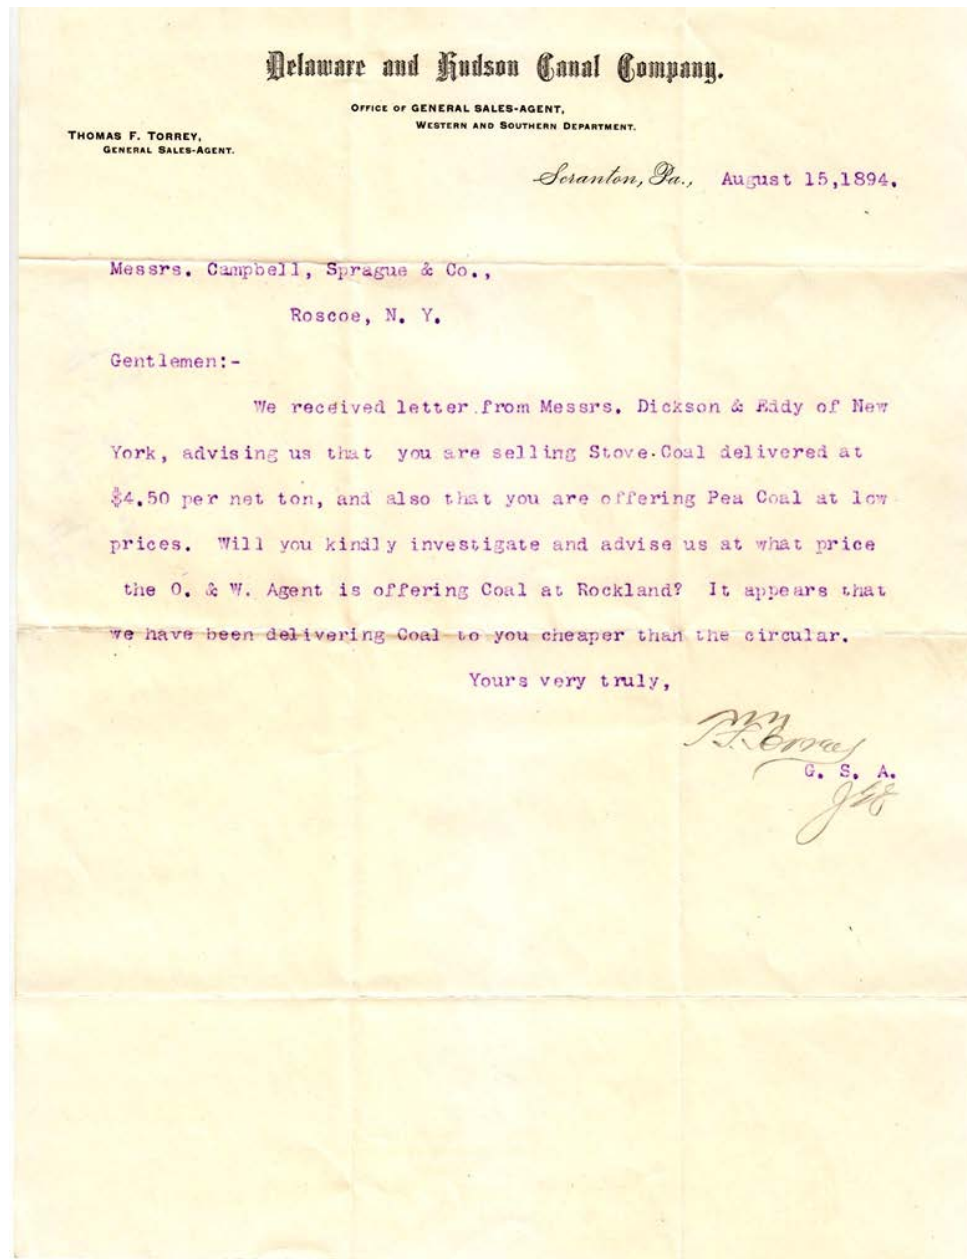 Delaware and Hudson Canal Company.
OFFICE OF GENERAL SALES-AGENT,
WESTERN AND SOUTHERN DEPARTMENT.
THOMAS F. TORREY,
GENERAL SALES-AGENT.
Scranton, Pa., August 15,1894.
Messrs. Campbell, Sprague & Co.,
Roscoe, N. Y.
Gentlemen:-
We received letter from Messrs. Dickson & Eddy of New
York, advising us that you are selling Stove Coal delivered at
$4.50 per net ton, and also that you are offering Pea Coal at low
prices. Will you kindly investigate and advise us at what price
the O. & W. Agent is offering Coal at Rockland? It appears that
we have been delivering Coal to you cheaper than the circular.
Yours very truly,
T. F. Torrey
G. S. A.